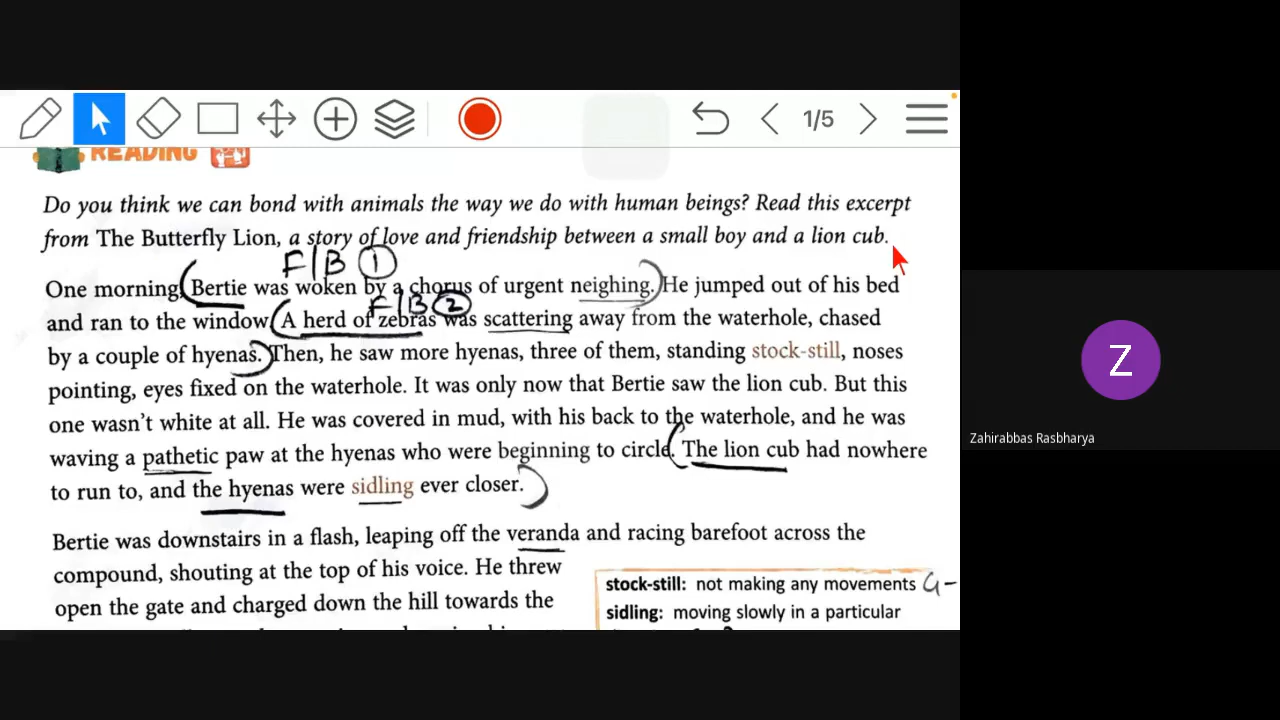 1/5
READING
Do you think we can bond with animals the way we do with human beings? Read this excerpt
from The Butterfly Lion, a story of love and friendship between a small boy and a lion cub.
F/B 1
One morning, Bertie was woken by a chorus of urgent neighing. He jumped out of his bed
F/B 2
and ran to the window. A herd of zebras was scattering away from the waterhole, chased
by a couple of hyenas. Then, he saw more hyenas, three of them, standing stock-still, noses
pointing, eyes fixed on the waterhole. It was only now that Bertie saw the lion cub. But this
one wasn't white at all. He was covered in mud, with his back to the waterhole, and he was
waving a pathetic paw at the hyenas who were beginning to circle. The lion cub had nowhere
to run to, and the hyenas were sidling ever closer.
Bertie was downstairs in a flash, leaping off the veranda and racing barefoot across the
compound, shouting at the top of his voice. He threw
open the gate and charged down the hill towards the
stock-still: not making any movements G-
sidling: moving slowly in a particular
Z
Zahirabbas Rasbharya